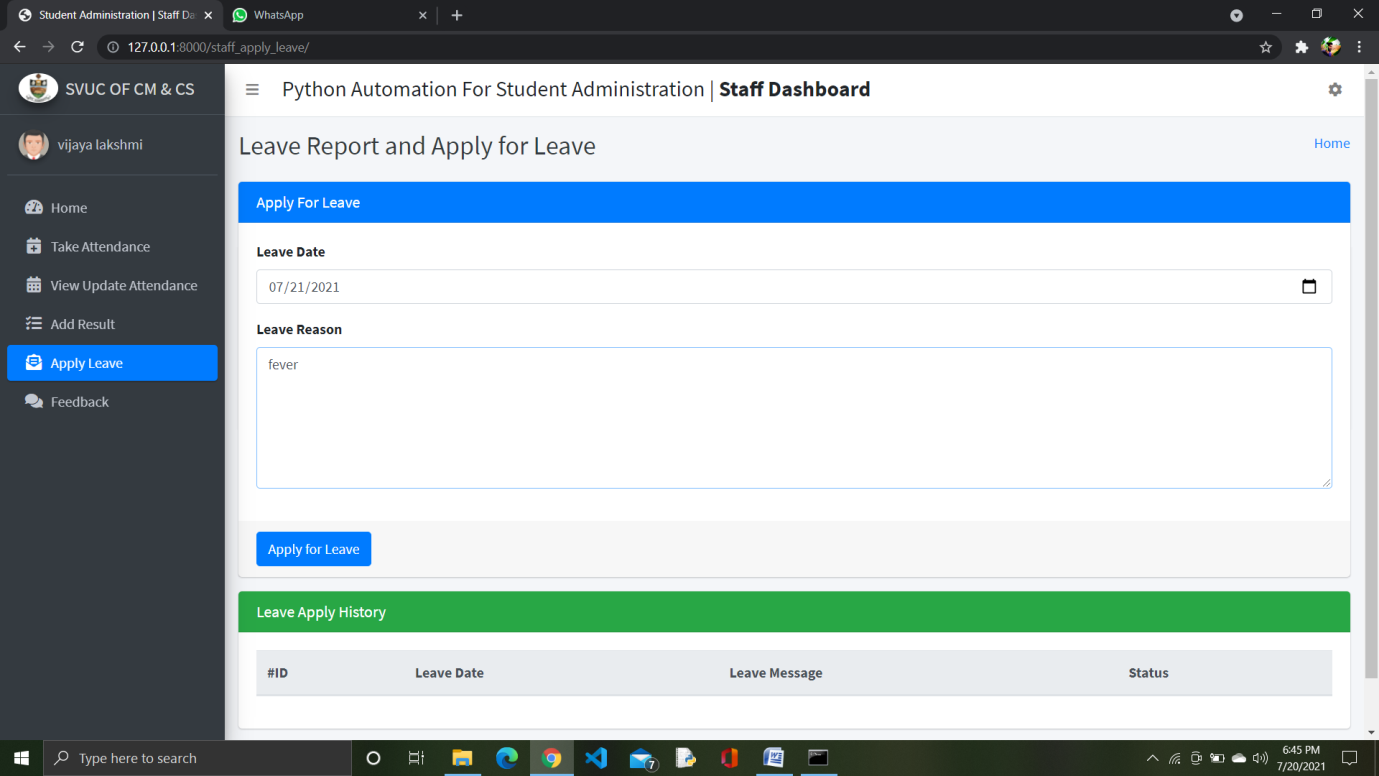 Student Administration | Staff Da
WhatsApp
127.0.0.1:8000/staff_apply_leave/
SVUC OF CM & CS
Python Automation For Student Administration | Staff Dashboard
vijaya lakshmi
Leave Report and Apply for Leave
Home
Home
Take Attendance
View Update Attendance
Add Result
Apply Leave
Feedback
Apply For Leave
Leave Date
07/21/2021
Leave Reason
fever
Apply for Leave
Leave Apply History
#ID Leave Date Leave Message Status
Type here to search
7
6:45 PM
7/20/2021